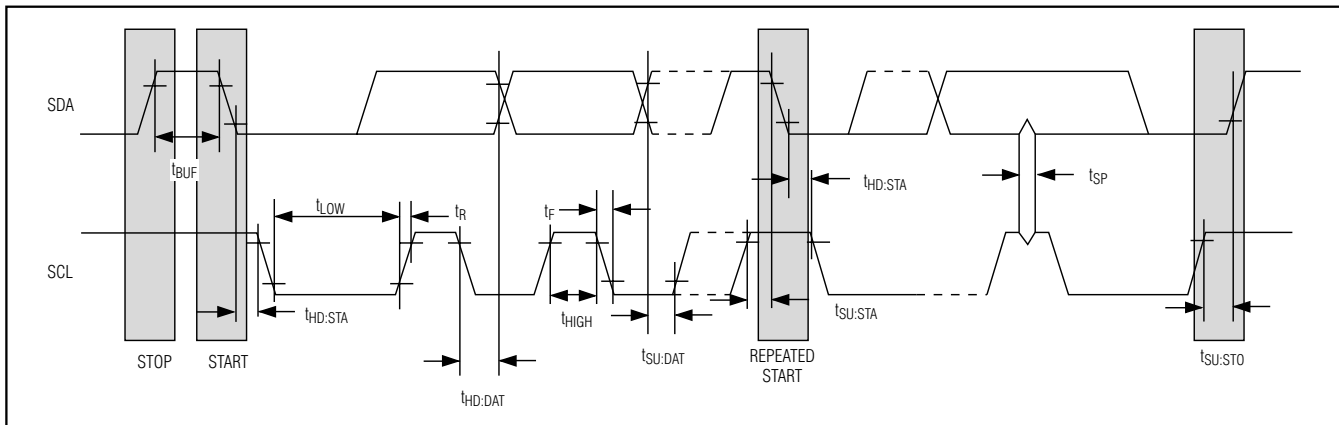 SDA
tBUF
tHD:STA
tSP
tLOW
tR
tF
SCL
tHD:STA
tHIGH
tSU:STA
STOP
START
tSU:DAT
REPEATED
START
tSU:STO
tHD:DAT